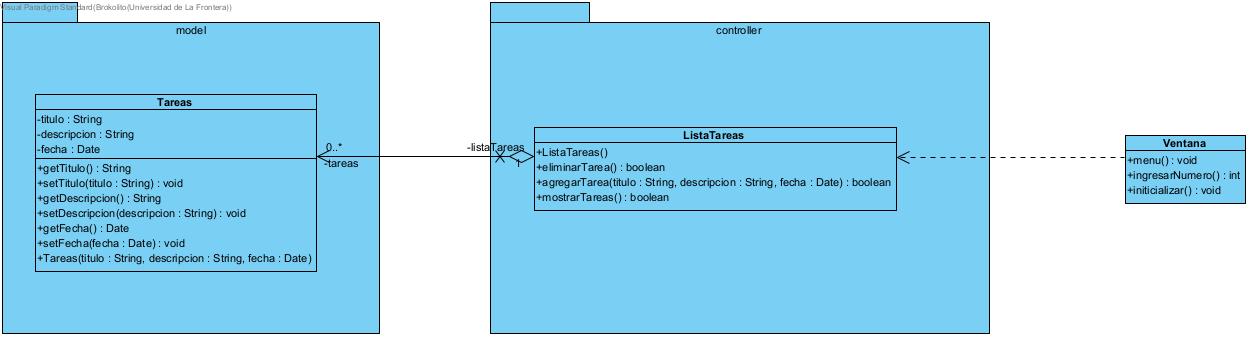 Visual Paradigm Standard(Brokolito(Universidad de La Frontera))
model
Tareas
-titulo : String
-descripcion : String
-fecha : Date
+getTitulo() : String
+setTitulo(titulo : String) : void
+getDescripcion() : String
+setDescripcion(descripcion : String) : void
+getFecha() : Date
+setFecha(fecha : Date) : void
+Tareas(titulo : String, descripcion : String, fecha : Date)
0..*
-tareas
-listaTareas
1
controller
ListaTareas
+ListaTareas()
+eliminarTarea() : boolean
+agregarTarea(titulo : String, descripcion : String, fecha : Date) : boolean
+mostrarTareas() : boolean
Ventana
+menu() : void
+ingresarNumero() : int
+initicializar() : void